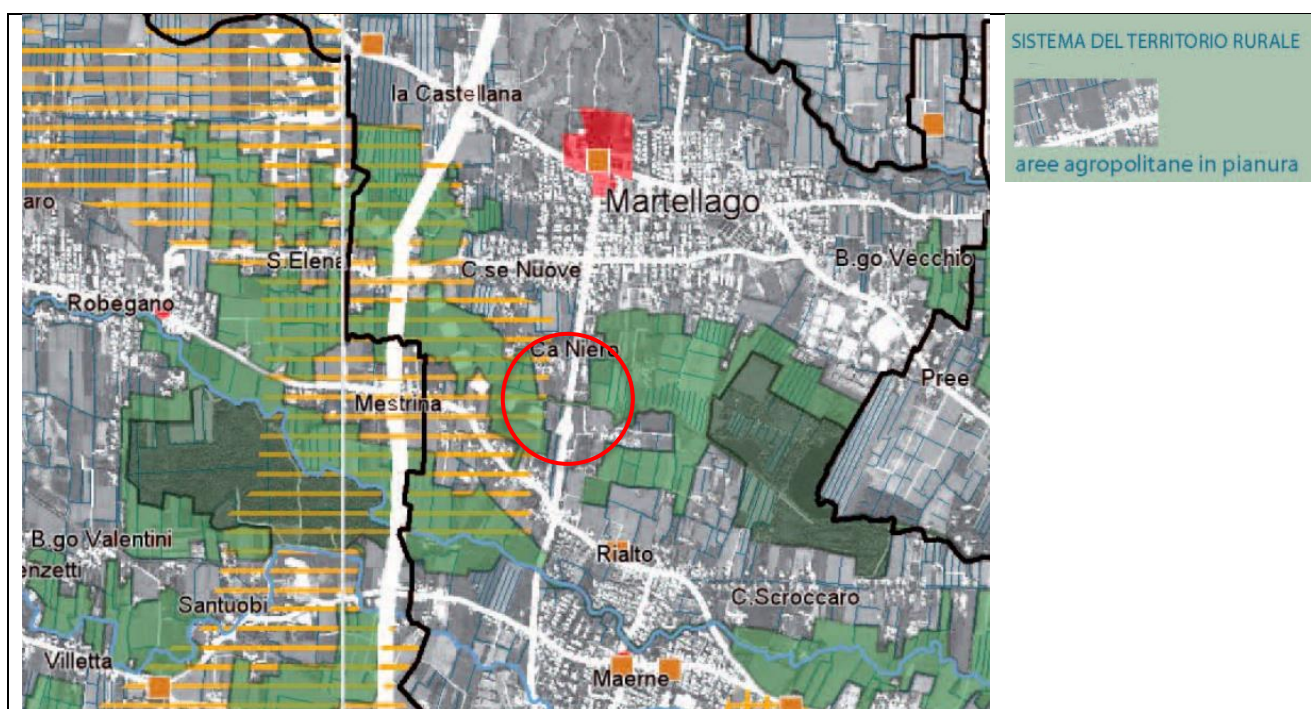 la Castellana
Martellago
aro
S.Elena
C.se Nuove
B.go Vecchio
Robegano
Ca Niero
Pree
Mestrina
B.go Valentini
enzetti
Rialto
Santuobi
C.Scroccaro
Villetta
Maerne
SISTEMA DEL TERRITORIO RURALE
aree agropolitane in pianura